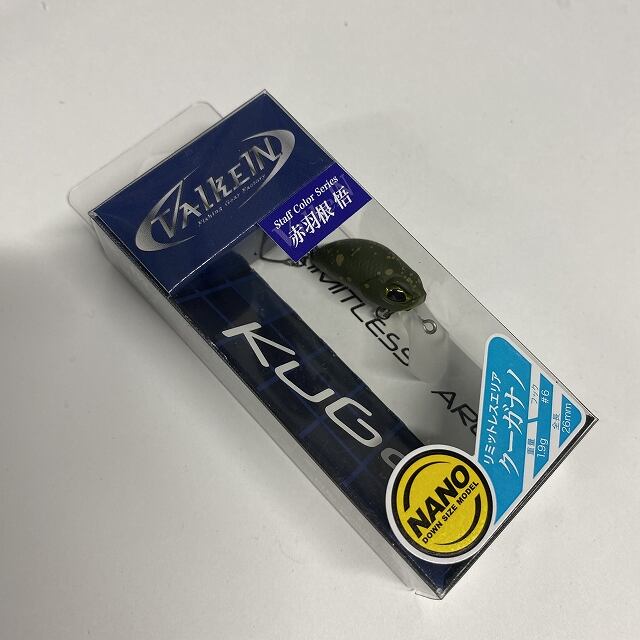 VALKEIN
Fishing Gear Factory
Staff Color Series
赤羽根 悟
LIMITLESS
KuGa
リミットレスエリア
クーガナノ
重量 フック 全長
1.9g #6 26mm
NANO
DOWN SIZE MODEL